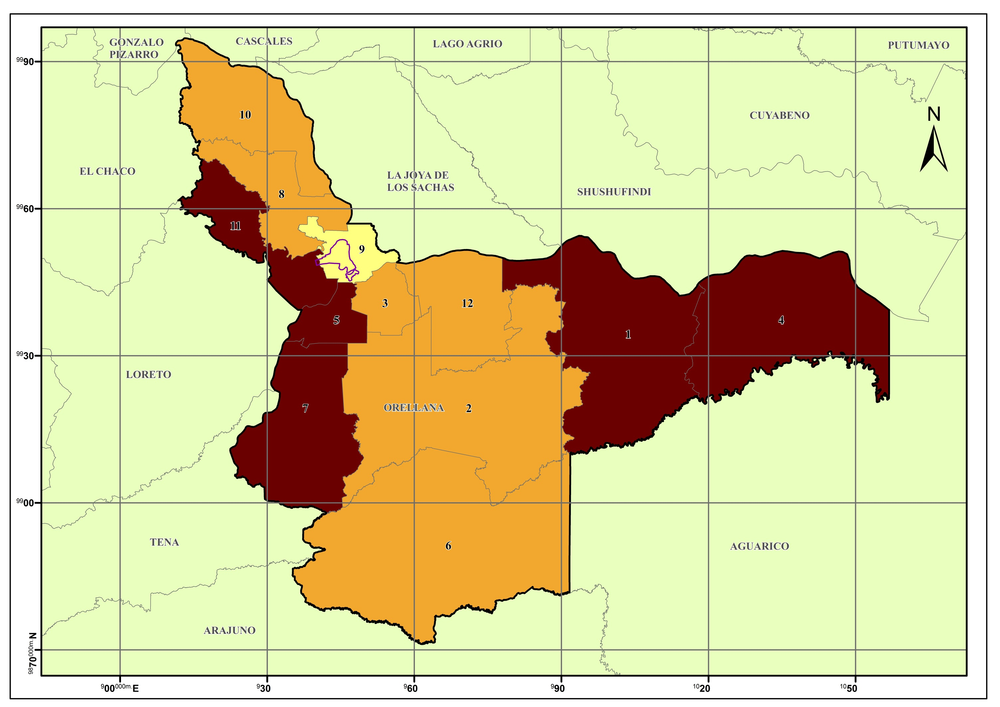 GONZALO
PIZARRO
CASCALES
LAGO AGRIO
PUTUMAYO
9990
N
10
CUYABENO
EL CHACO
LA JOYA DE
LOS SACHAS
8
SHUSHUFINDI
9960
11
9
3
12
5
4
1
9930
LORETO
7
ORELLANA
2
9900
TENA
6
AGUARICO
ARAJUNO
9870000m.N
900000m.E
930
960
990
1020
1050